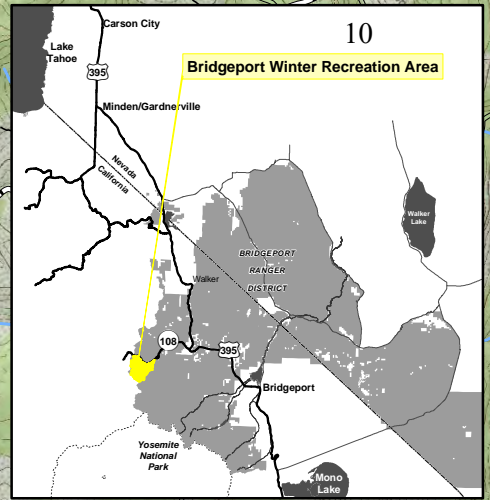 Carson City
10
Lake
Tahoe
395
Bridgeport Winter Recreation Area
Minden/Gardnerville
Nevada
California
Walker
Lake
BRIDGEPORT
RANGER
DISTRICT
Walker
108
395
Bridgeport
Yosemite
National
Park
Mono
Lake